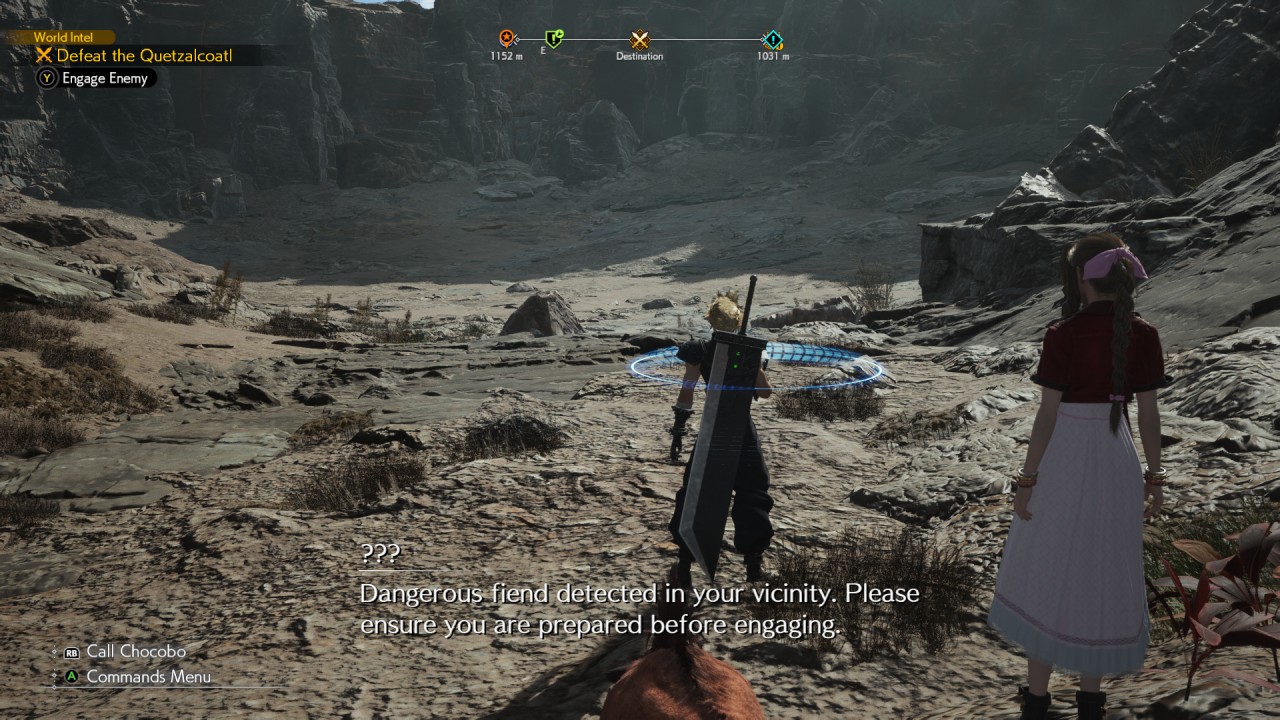 World Intel
Defeat the Quetzalcoatl
Y Engage Enemy
1152 m
E
Destination
1031 m
???
Dangerous fiend detected in your vicinity. Please
ensure you are prepared before engaging.
RB Call Chocobo
A Commands Menu